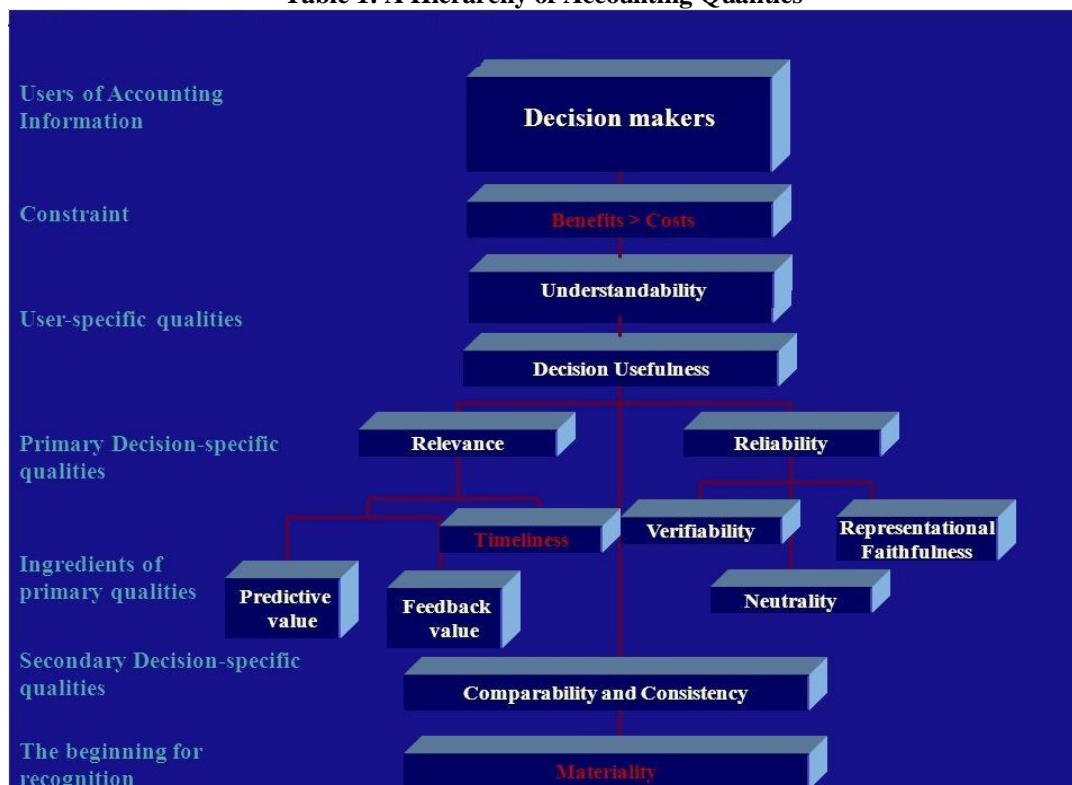 Table 1: A Hierarchy of Accounting Qualities
Users of Accounting
Information
Decision makers
Constraint
Benefits > Costs
Understandability
User-specific qualities
Decision Usefulness
Primary Decision-specific
qualities
Relevance
Reliability
Timeliness
Verifiability
Representational
Faithfulness
Ingredients of
primary qualities
Predictive
value
Feedback
value
Neutrality
Secondary Decision-specific
qualities
Comparability and Consistency
The beginning for
recognition
Materiality